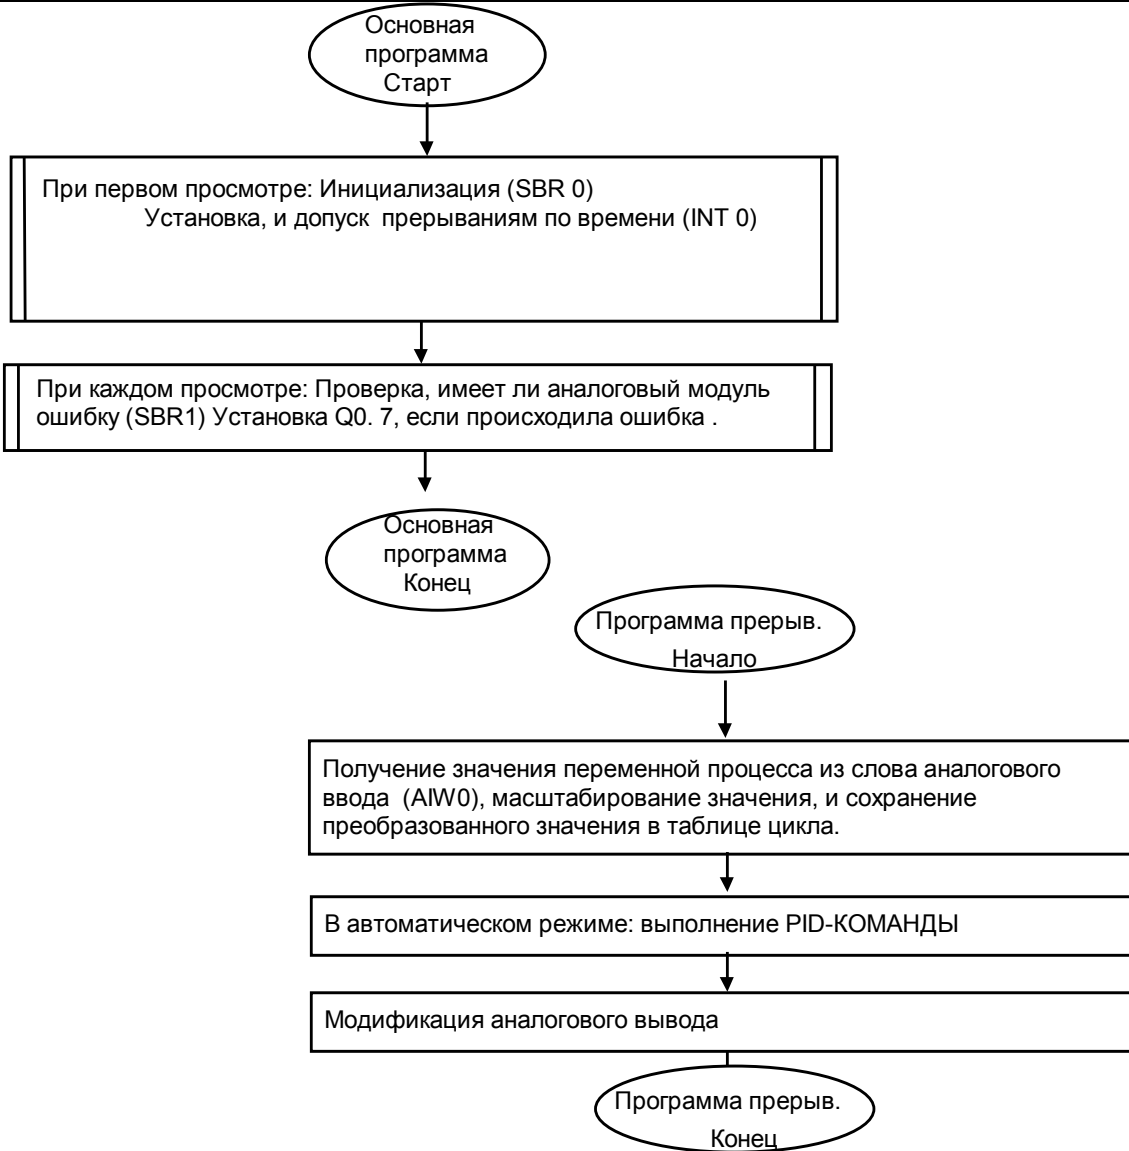 Основная
программа
Старт
При первом просмотре: Инициализация (SBR 0)
Установка, и допуск прерываниям по времени (INT 0)
При каждом просмотре: Проверка, имеет ли аналоговый модуль
ошибку (SBR1) Установка Q0. 7, если происходила ошибка .
Основная
программа
Конец
Программа прерыв.
Начало
Получение значения переменной процесса из слова аналогового
ввода (AIW0), масштабирование значения, и сохранение
преобразованного значения в таблице цикла.
В автоматическом режиме: выполнение PID-КОМАНДЫ
Модификация аналогового вывода
Программа прерыв.
Конец